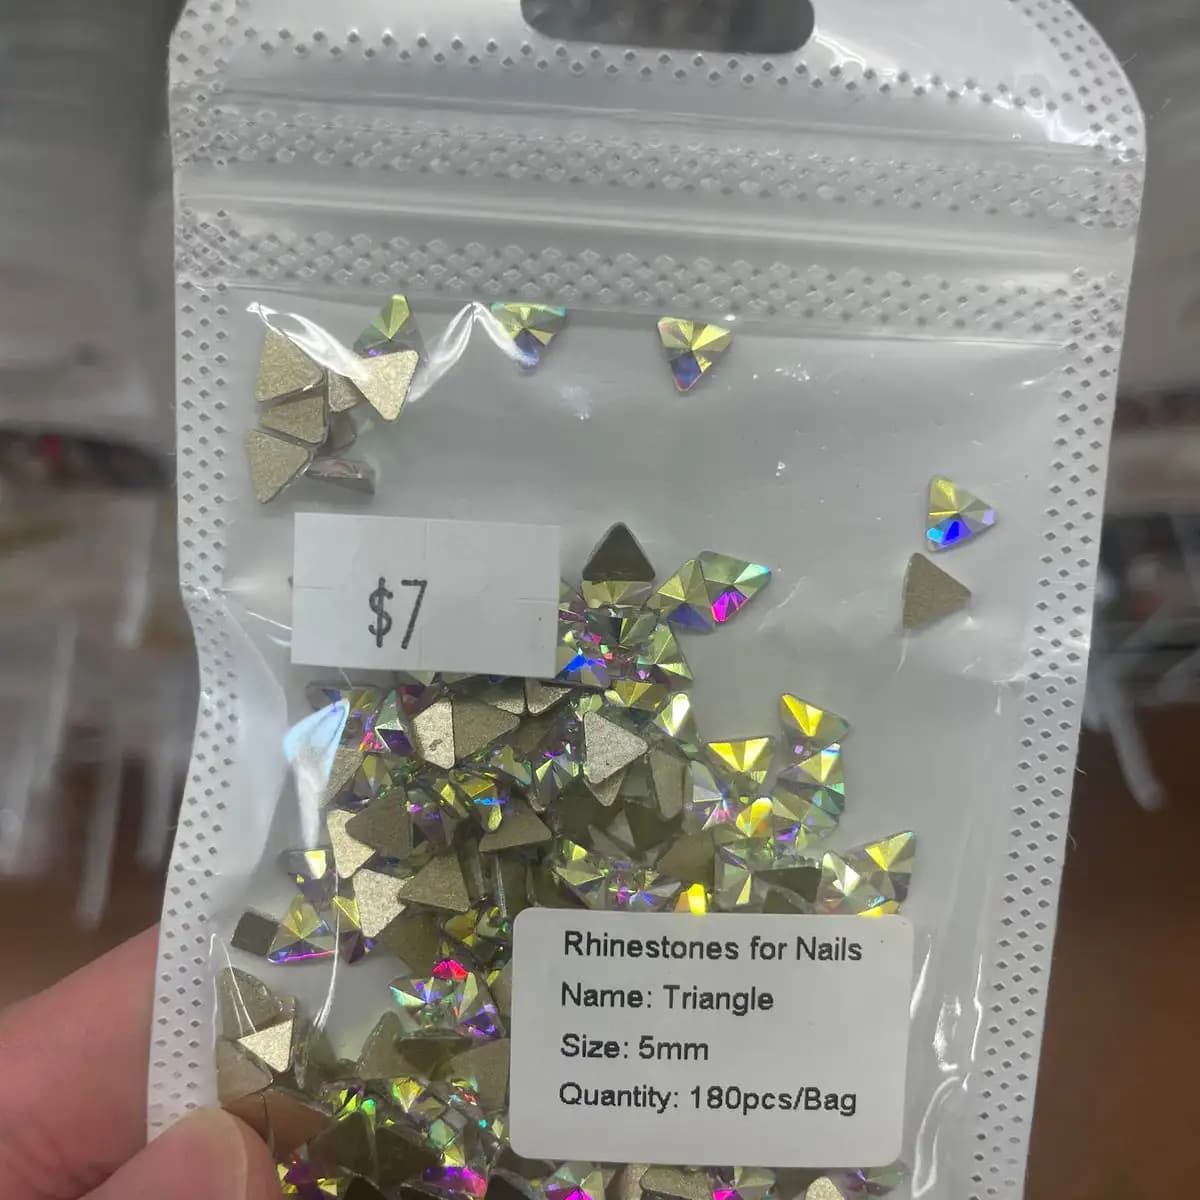 $7
Rhinestones for Nails
Name: Triangle
Size: 5mm
Quantity: 180pcs/Bag